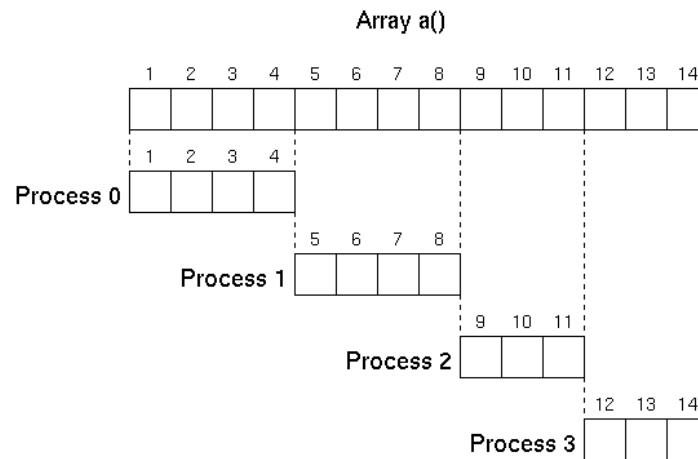 Array a()
1 2 3 4 5 6 7 8 9 10 11 12 13 14
1 2 3 4
Process 0
5 6 7 8
Process 1
9 10 11
Process 2
12 13 14
Process 3